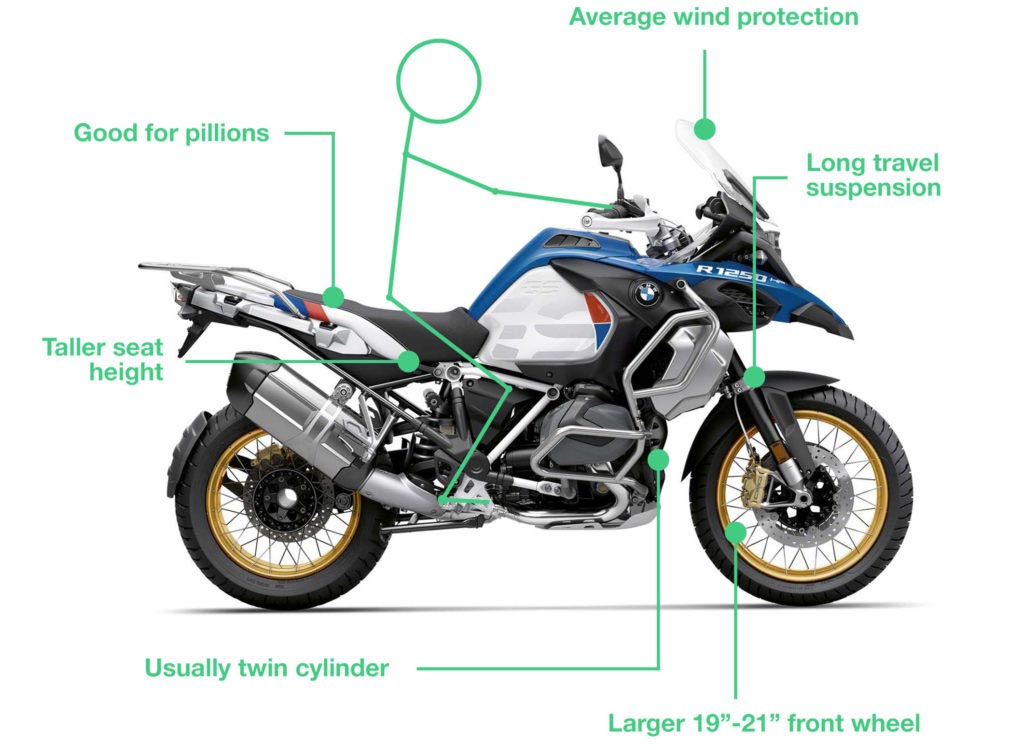 Average wind protection
Good for pillions
Long travel
suspension
R 1250
BMW
Taller seat
height
Usually twin cylinder
Larger 19”-21” front wheel